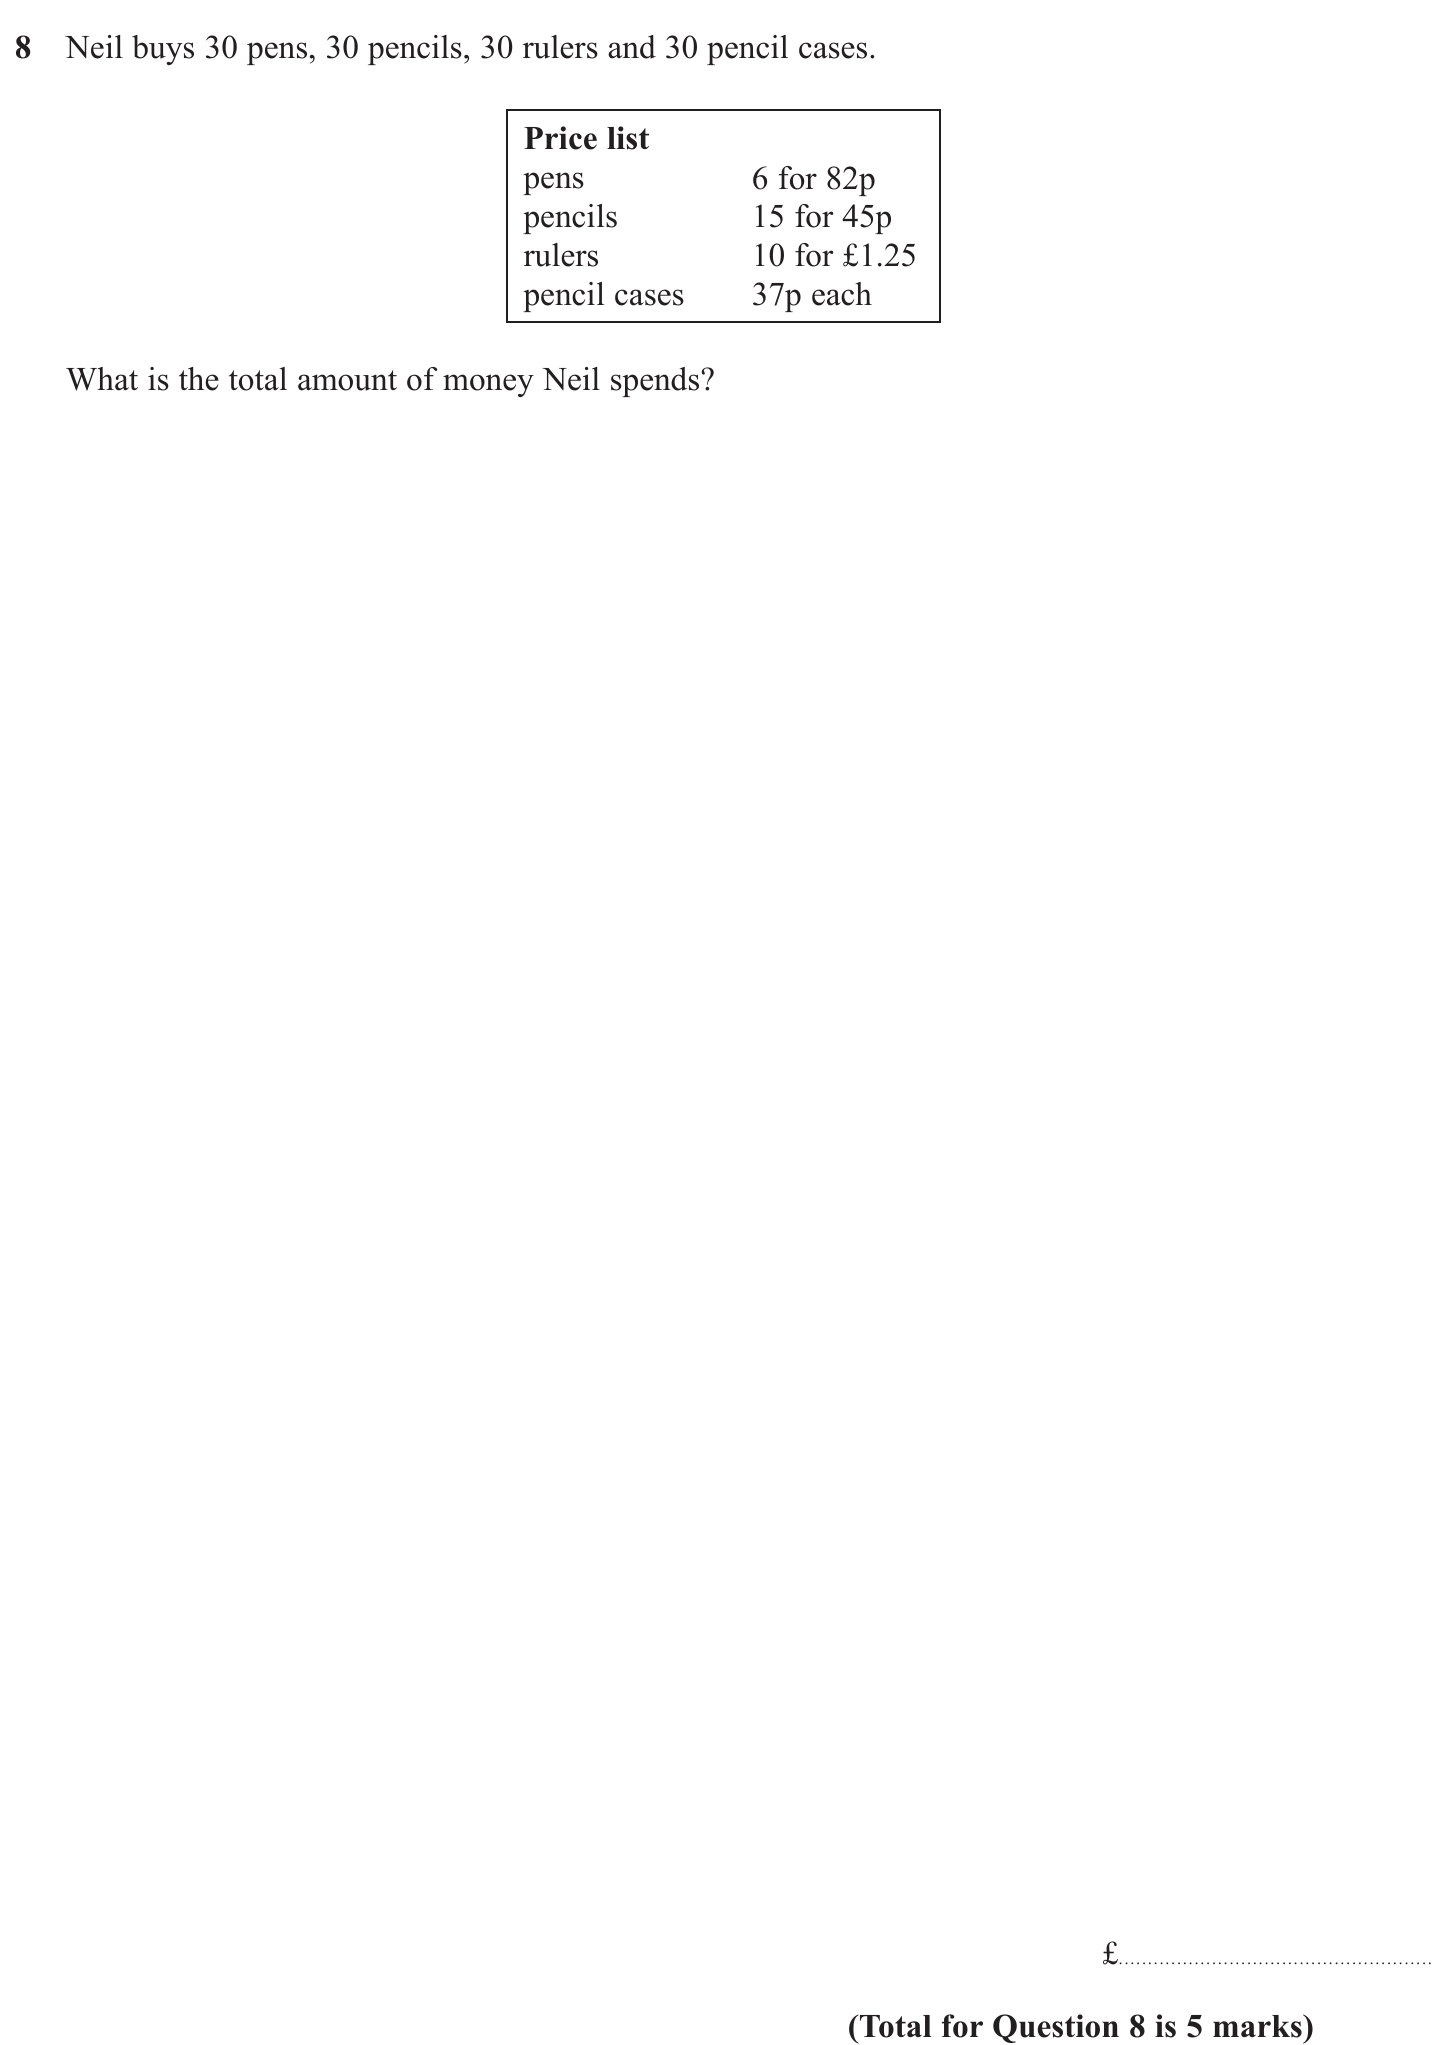 8 Neil buys 30 pens, 30 pencils, 30 rulers and 30 pencil cases.
Price list
pens 6 for 82p
pencils 15 for 45p
rulers 10 for £1.25
pencil cases 37p each
What is the total amount of money Neil spends?
£..............................................................
(Total for Question 8 is 5 marks)